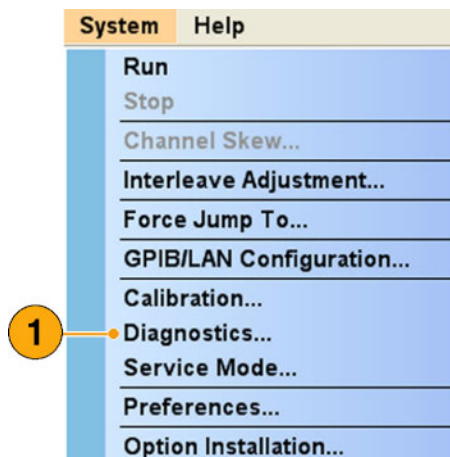 System Help
Run
Stop
Channel Skew...
Interleave Adjustment...
Force Jump To...
GPIB/LAN Configuration...
Calibration...
1 Diagnostics...
Service Mode...
Preferences...
Option Installation...